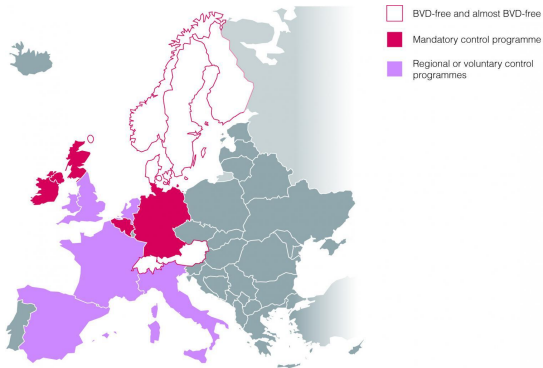 BVD-free and almost BVD-free
Mandatory control programme
Regional or voluntary control
programmes